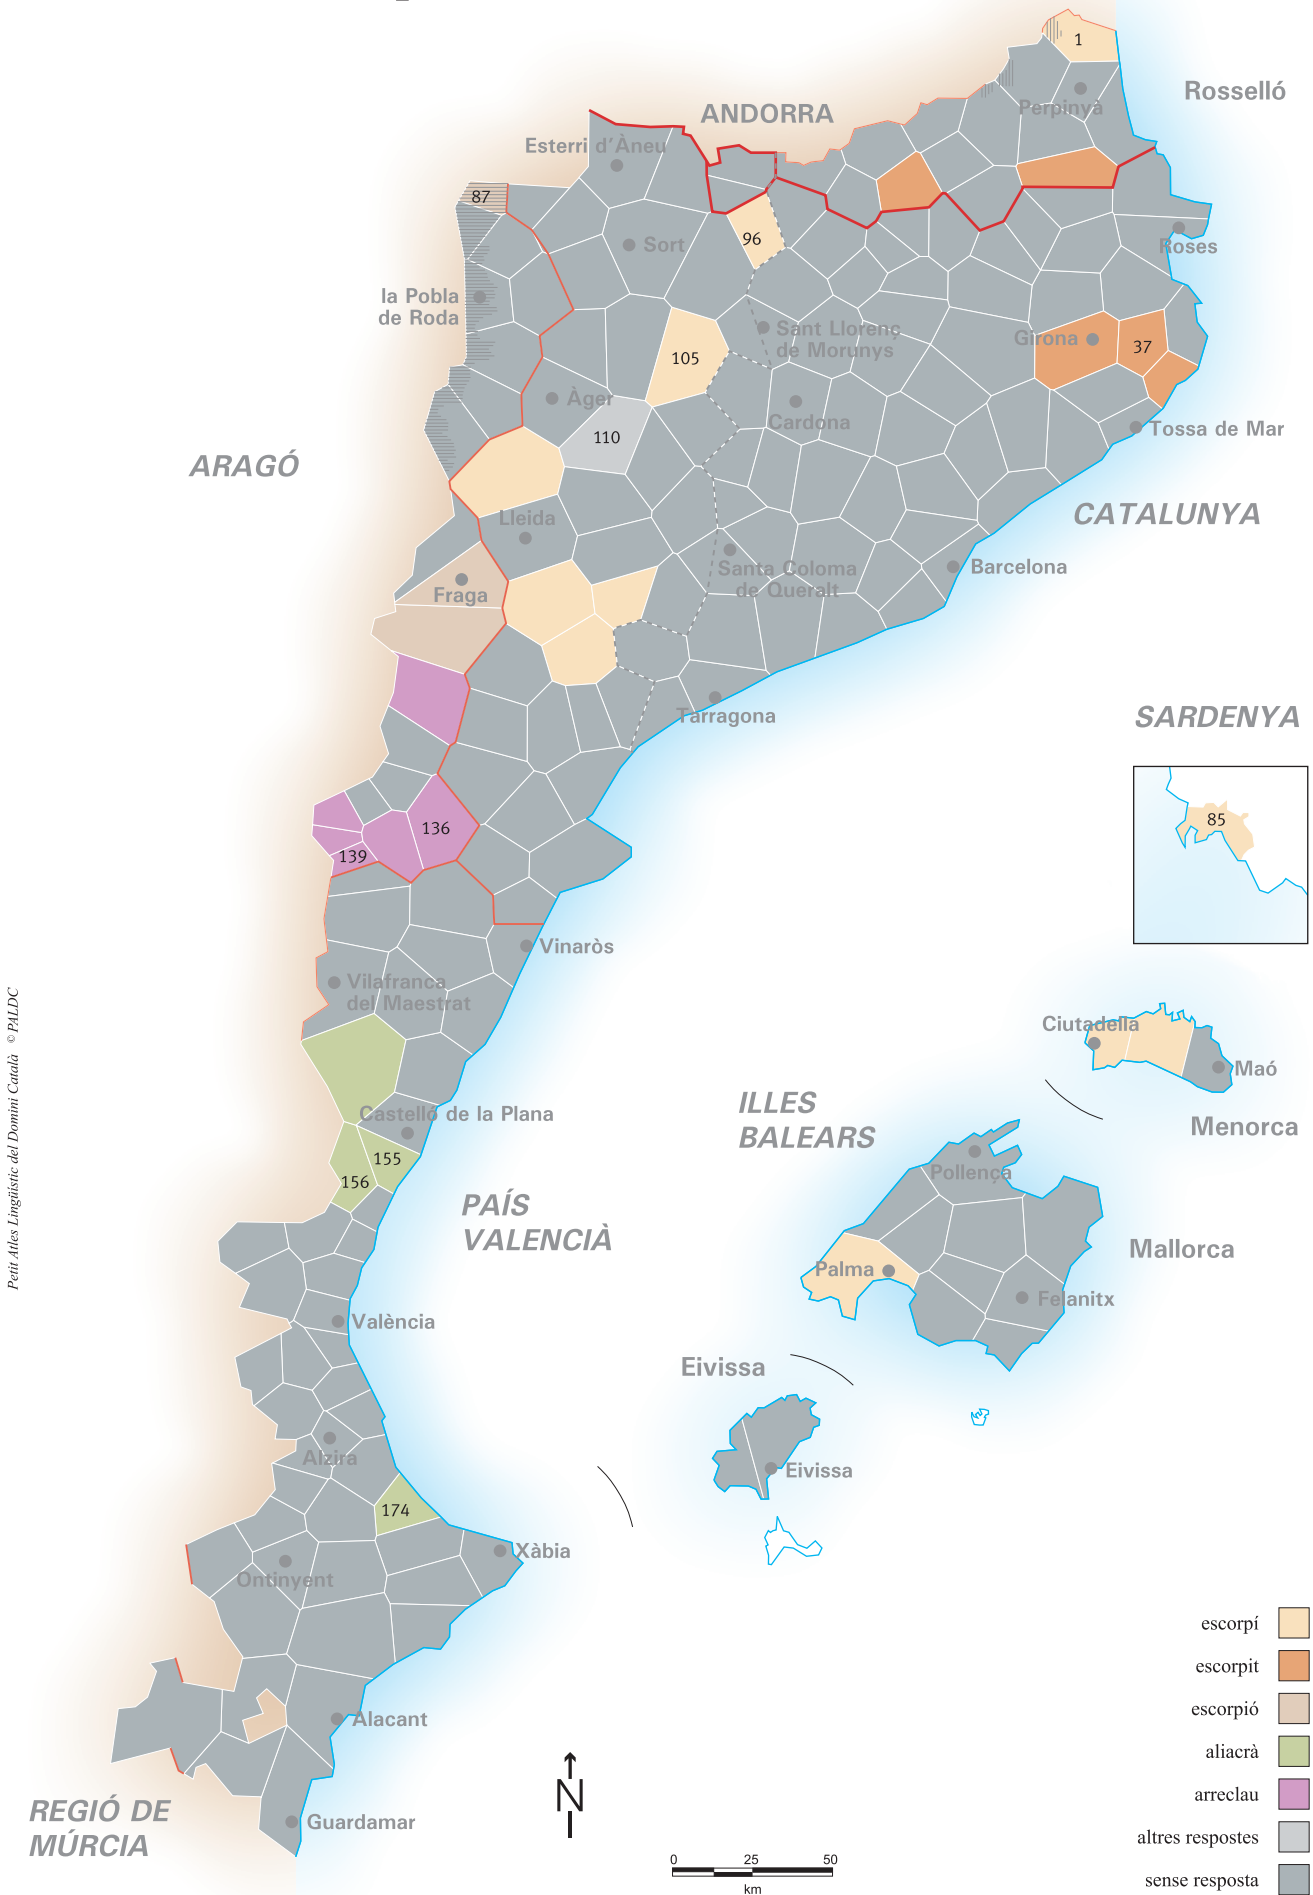 1
Rosselló
Perpinyà
ANDORRA
Esterri d'Àneu
87
96
Sort
Roses
la Pobla
de Roda
Sant Llorenç
de Morunys
Girona
37
105
Àger
110
Cardona
Tossa de Mar
ARAGÓ
CATALUNYA
Lleida
Santa Coloma
de Queralt
Barcelona
Fraga
Tarragona
SARDENYA
85
136
139
Vinaròs
Vilafranca
del Maestrat
Petit Atles Lingüístic del Domini Català © PALDC
Ciutadella
Maó
Menorca
ILLES
BALEARS
Castelló de la Plana
155
156
Pollença
PAÍS
VALENCIÀ
Mallorca
Palma
Felanitx
València
Eivissa
Alzira
Eivissa
174
Xàbia
Ontinyent
Alacant
REGIÓ DE
MÚRCIA
Guardamar
N
0 25 50
km
escorpí
escorpit
escorpió
aliacrà
arreclau
altres respostes
sense resposta